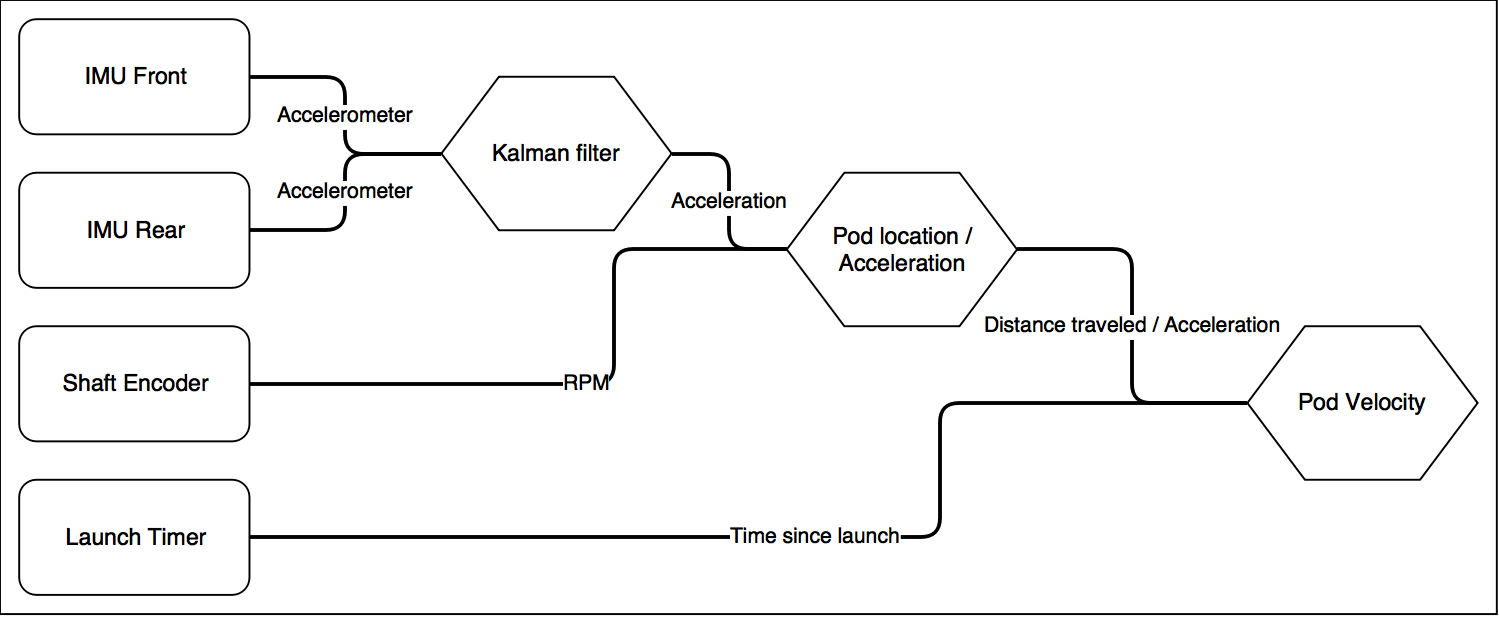 IMU Front
Accelerometer
Kalman filter
Accelerometer
Acceleration
IMU Rear
Pod location /
Acceleration
Distance traveled / Acceleration
Shaft Encoder
RPM
Pod Velocity
Launch Timer
Time since launch